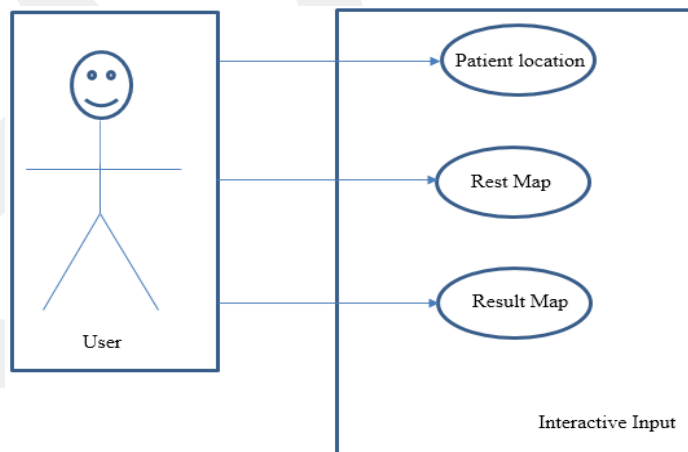 Patient location
Rest Map
Result Map
User
Interactive Input